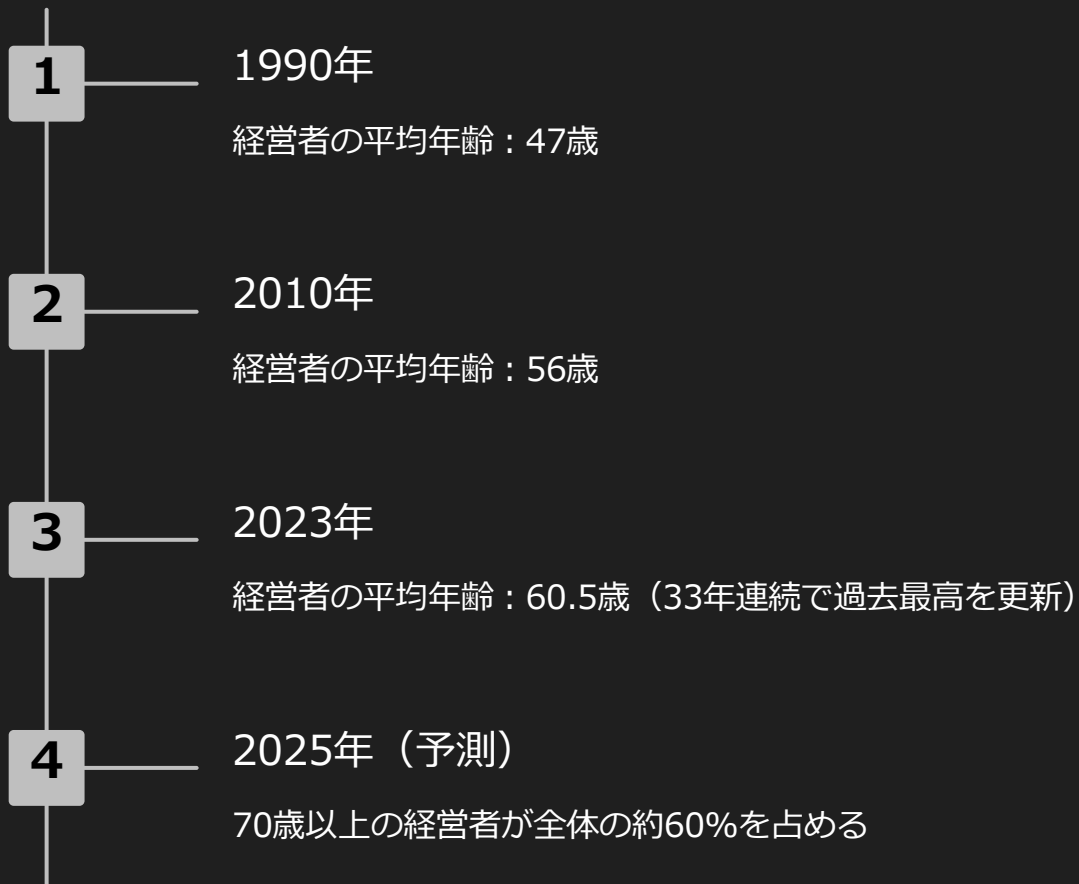 1
1990年
経営者の平均年齢：47歳
2
2010年
経営者の平均年齢：56歳
3
2023年
経営者の平均年齢：60.5歳（33年連続で過去最高を更新）
4
2025年（予測）
70歳以上の経営者が全体の約60%を占める